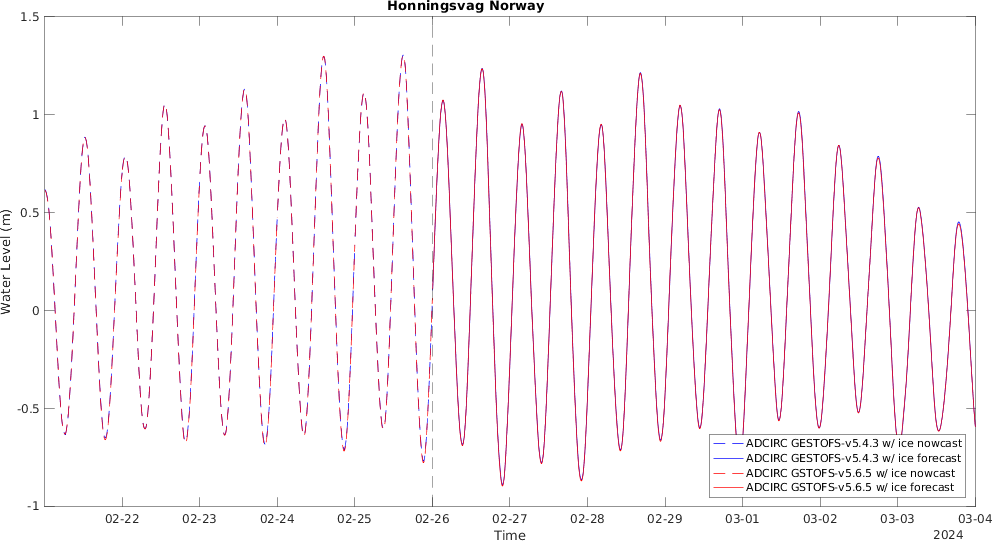 Honningsvag Norway
1.5
1
0.5
0
-0.5
-1
Water Level (m)
ADCIRC GESTOFS-v5.4.3 w/ ice nowcast
ADCIRC GESTOFS-v5.4.3 w/ ice forecast
ADCIRC GSTOFS-v5.6.5 w/ ice nowcast
ADCIRC GSTOFS-v5.6.5 w/ ice forecast
02-22 02-23 02-24 02-25 02-26 02-27 02-28 02-29 03-01 03-02 03-03 03-04
Time
2024